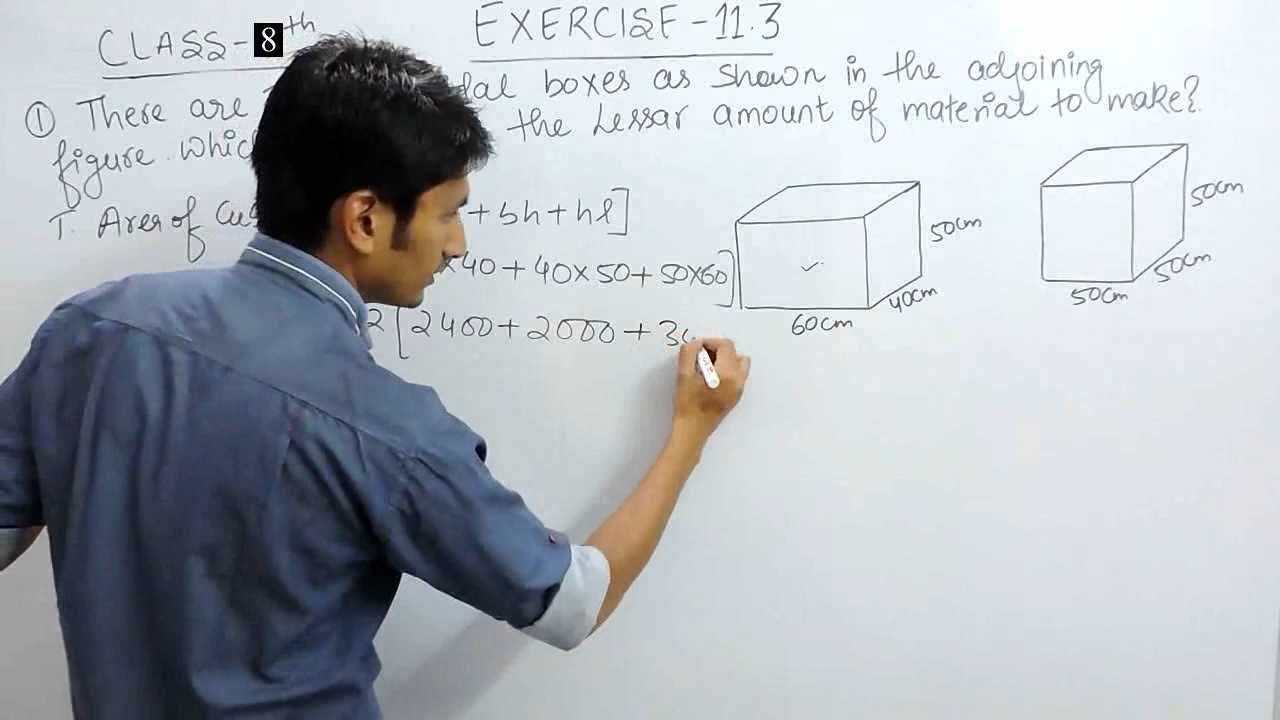 CLASS-8th
EXERCISE-11.3
① There are dal boxes as shown in the adjoining
figure. which the Lessar amount of material to make?
T. Area of + bh + hl]
×40 + 40×50 + 50×60]
2[2400 + 2000 + 3
50cm
40cm
60cm
50cm
50cm
50cm